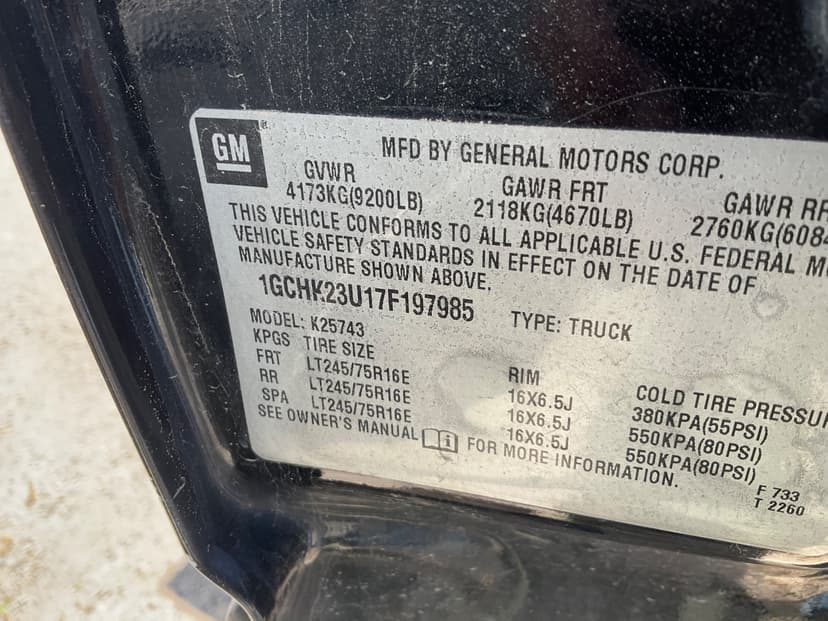 GM
MFD BY GENERAL MOTORS CORP.
GVWR GAWR FRT GAWR RR
4173KG(9200LB) 2118KG(4670LB) 2760KG(6084
THIS VEHICLE CONFORMS TO ALL APPLICABLE U.S. FEDERAL M
VEHICLE SAFETY STANDARDS IN EFFECT ON THE DATE OF
MANUFACTURE SHOWN ABOVE.
1GCHK23U17F197985 TYPE: TRUCK
MODEL: K25743
KPGS TIRE SIZE RIM COLD TIRE PRESSUR
FRT LT245/75R16E 16X6.5J 380KPA(55PSI)
RR LT245/75R16E 16X6.5J 550KPA(80PSI)
SPA LT245/75R16E 16X6.5J 550KPA(80PSI)
SEE OWNER'S MANUAL FOR MORE INFORMATION.
F 733
T 2260